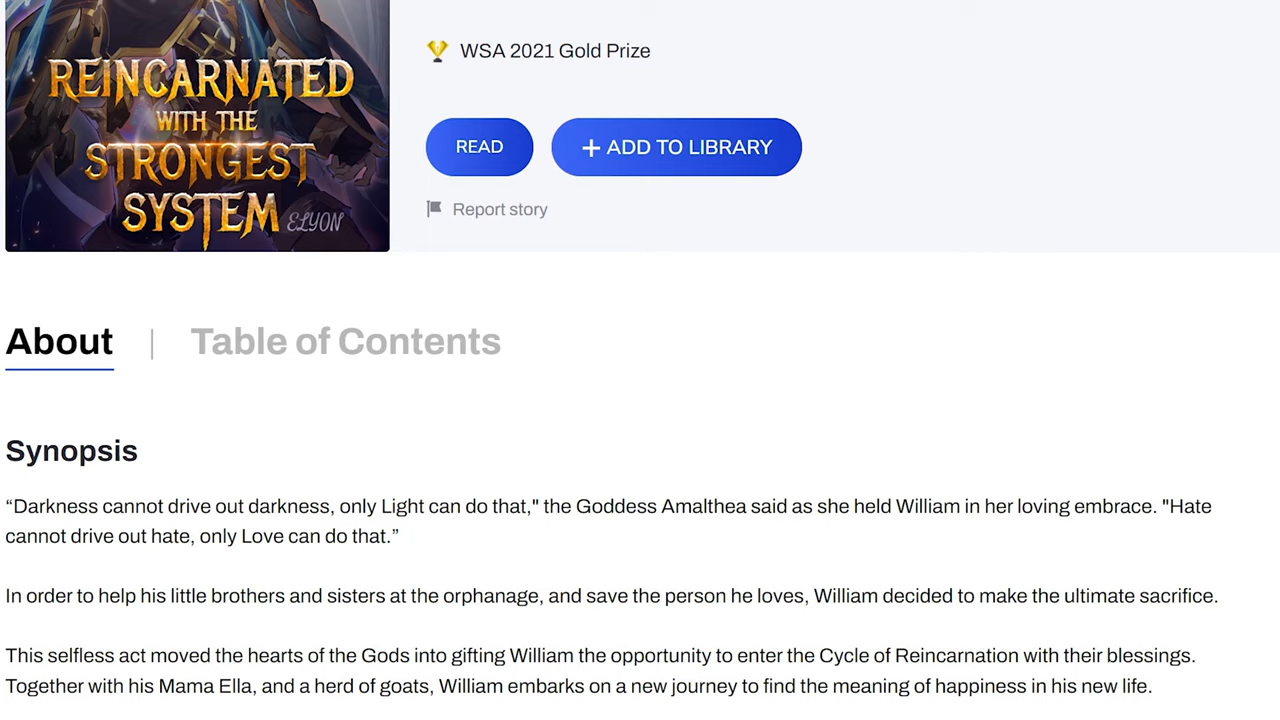 REINCARNATED
WITH THE
STRONGEST
SYSTEM
ELYON
WSA 2021 Gold Prize
READ
+ ADD TO LIBRARY
Report story
About | Table of Contents
Synopsis
“Darkness cannot drive out darkness, only Light can do that," the Goddess Amalthea said as she held William in her loving embrace. "Hate
cannot drive out hate, only Love can do that.”
In order to help his little brothers and sisters at the orphanage, and save the person he loves, William decided to make the ultimate sacrifice.
This selfless act moved the hearts of the Gods into gifting William the opportunity to enter the Cycle of Reincarnation with their blessings.
Together with his Mama Ella, and a herd of goats, William embarks on a new journey to find the meaning of happiness in his new life.